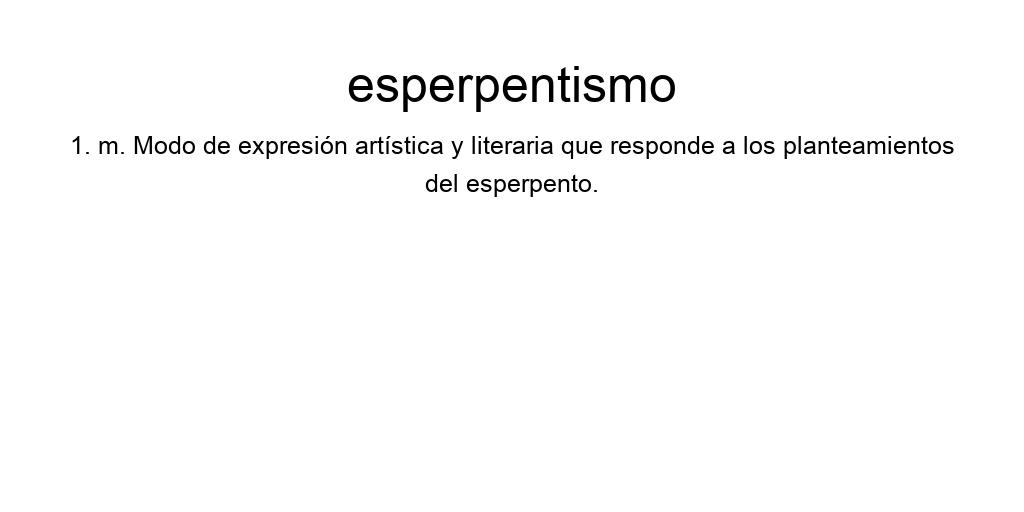 esperpentismo
1. m. Modo de expresión artística y literaria que responde a los planteamientos
del esperpento.